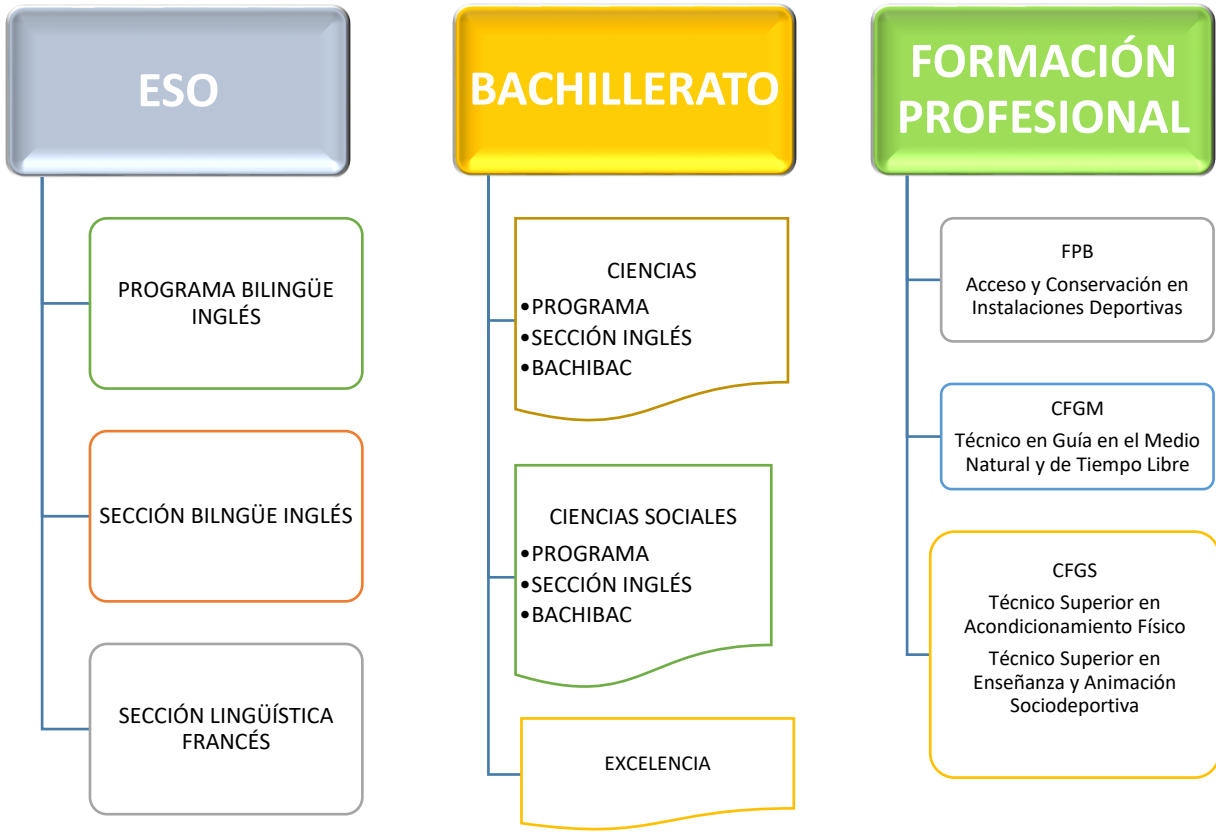 ESO
PROGRAMA BILINGÜE
INGLÉS
SECCIÓN BILNGÜE INGLÉS
SECCIÓN LINGÜÍSTICA
FRANCÉS
BACHILLERATO
CIENCIAS
•PROGRAMA
•SECCIÓN INGLÉS
•BACHIBAC
CIENCIAS SOCIALES
•PROGRAMA
•SECCIÓN INGLÉS
•BACHIBAC
EXCELENCIA
FORMACIÓN
PROFESIONAL
FPB
Acceso y Conservación en
Instalaciones Deportivas
CFGM
Técnico en Guía en el Medio
Natural y de Tiempo Libre
CFGS
Técnico Superior en
Acondicionamiento Físico
Técnico Superior en
Enseñanza y Animación
Sociodeportiva